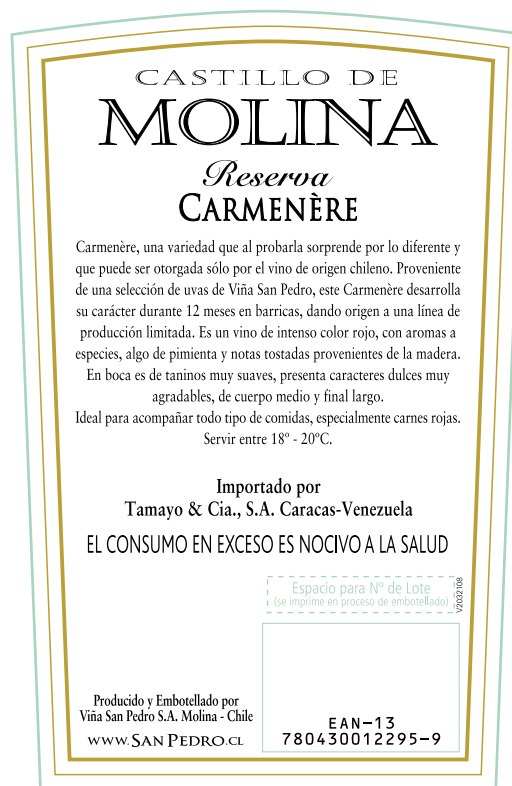 CASTILLO DE
MOLINA
Reserva
CARMENÈRE
Carmenère, una variedad que al probarla sorprende por lo diferente y
que puede ser otorgada sólo por el vino de origen chileno. Proveniente
de una selección de uvas de Viña San Pedro, este Carmenère desarrolla
su carácter durante 12 meses en barricas, dando origen a una línea de
producción limitada. Es un vino de intenso color rojo, con aromas a
especies, algo de pimienta y notas tostadas provenientes de la madera.
En boca es de taninos muy suaves, presenta caracteres dulces muy
agradables, de cuerpo medio y final largo.
Ideal para acompañar todo tipo de comidas, especialmente carnes rojas.
Servir entre 18º - 20ºC.
Importado por
Tamayo & Cia., S.A. Caracas-Venezuela
EL CONSUMO EN EXCESO ES NOCIVO A LA SALUD
Espacio para Nº de Lote
(se imprime en proceso de embotellado)
V2032108
Producido y Embotellado por
Viña San Pedro S.A. Molina - Chile
WWW.SAN PEDRO.CL
EAN-13
780430012295-9